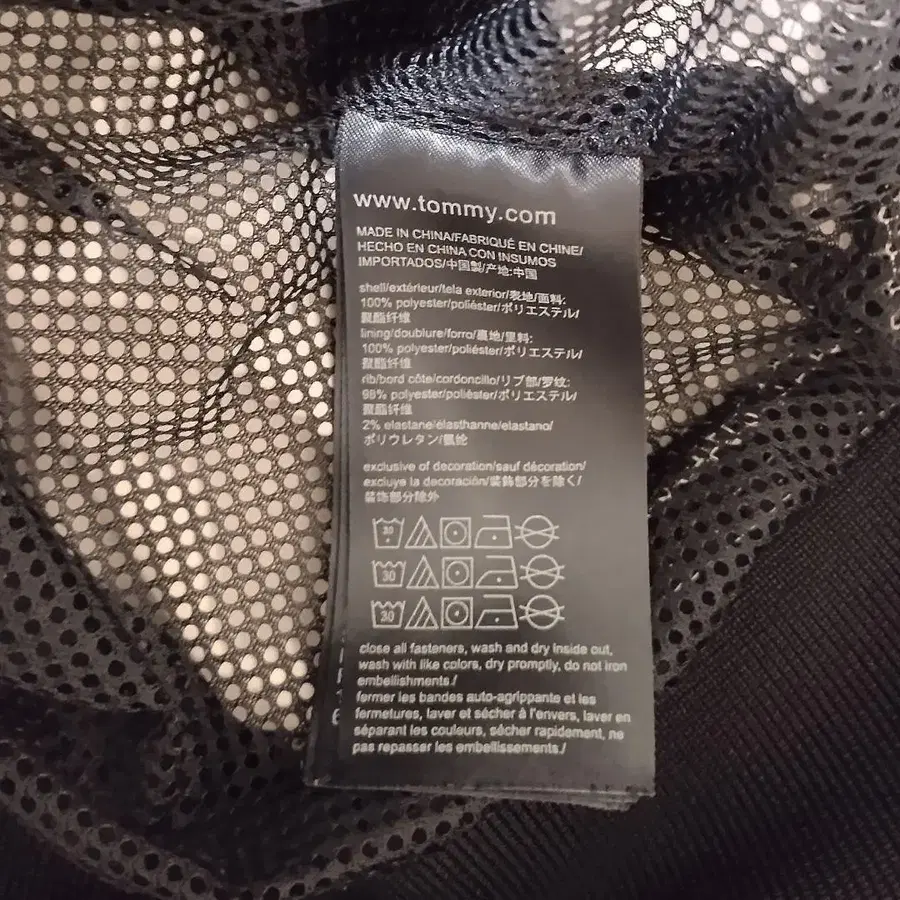 www.tommy.com
MADE IN CHINA/FABRIQUÉ EN CHINE/
HECHO EN CHINA CON INSUMOS
IMPORTADOS/中国製/产地:中国
shell/extérieur/tela exterior/表地/面料:
100% polyester/poliéster/ポリエステル/
聚酯纤维
lining/doublure/forro/裏地/里料:
100% polyester/poliéster/ポリエステル/
聚酯纤维
rib/bord côte/cordoncillo/リブ部/罗纹:
98% polyester/poliéster/ポリエステル/
聚酯纤维
2% elastane/élasthanne/elastano/
ポリウレタン/氨纶
exclusive of decoration/sauf décoration/
excluye la decoración/装飾部分を除く/
装饰部分除外
30
30
30
close all fasteners, wash and dry inside out,
wash with like colors, dry promptly, do not iron
embellishments./
fermer les bandes auto-agrippante et les
fermetures, laver et sécher à l'envers, laver en
séparant les couleurs, sécher rapidement, ne
pas repasser les embellissements./